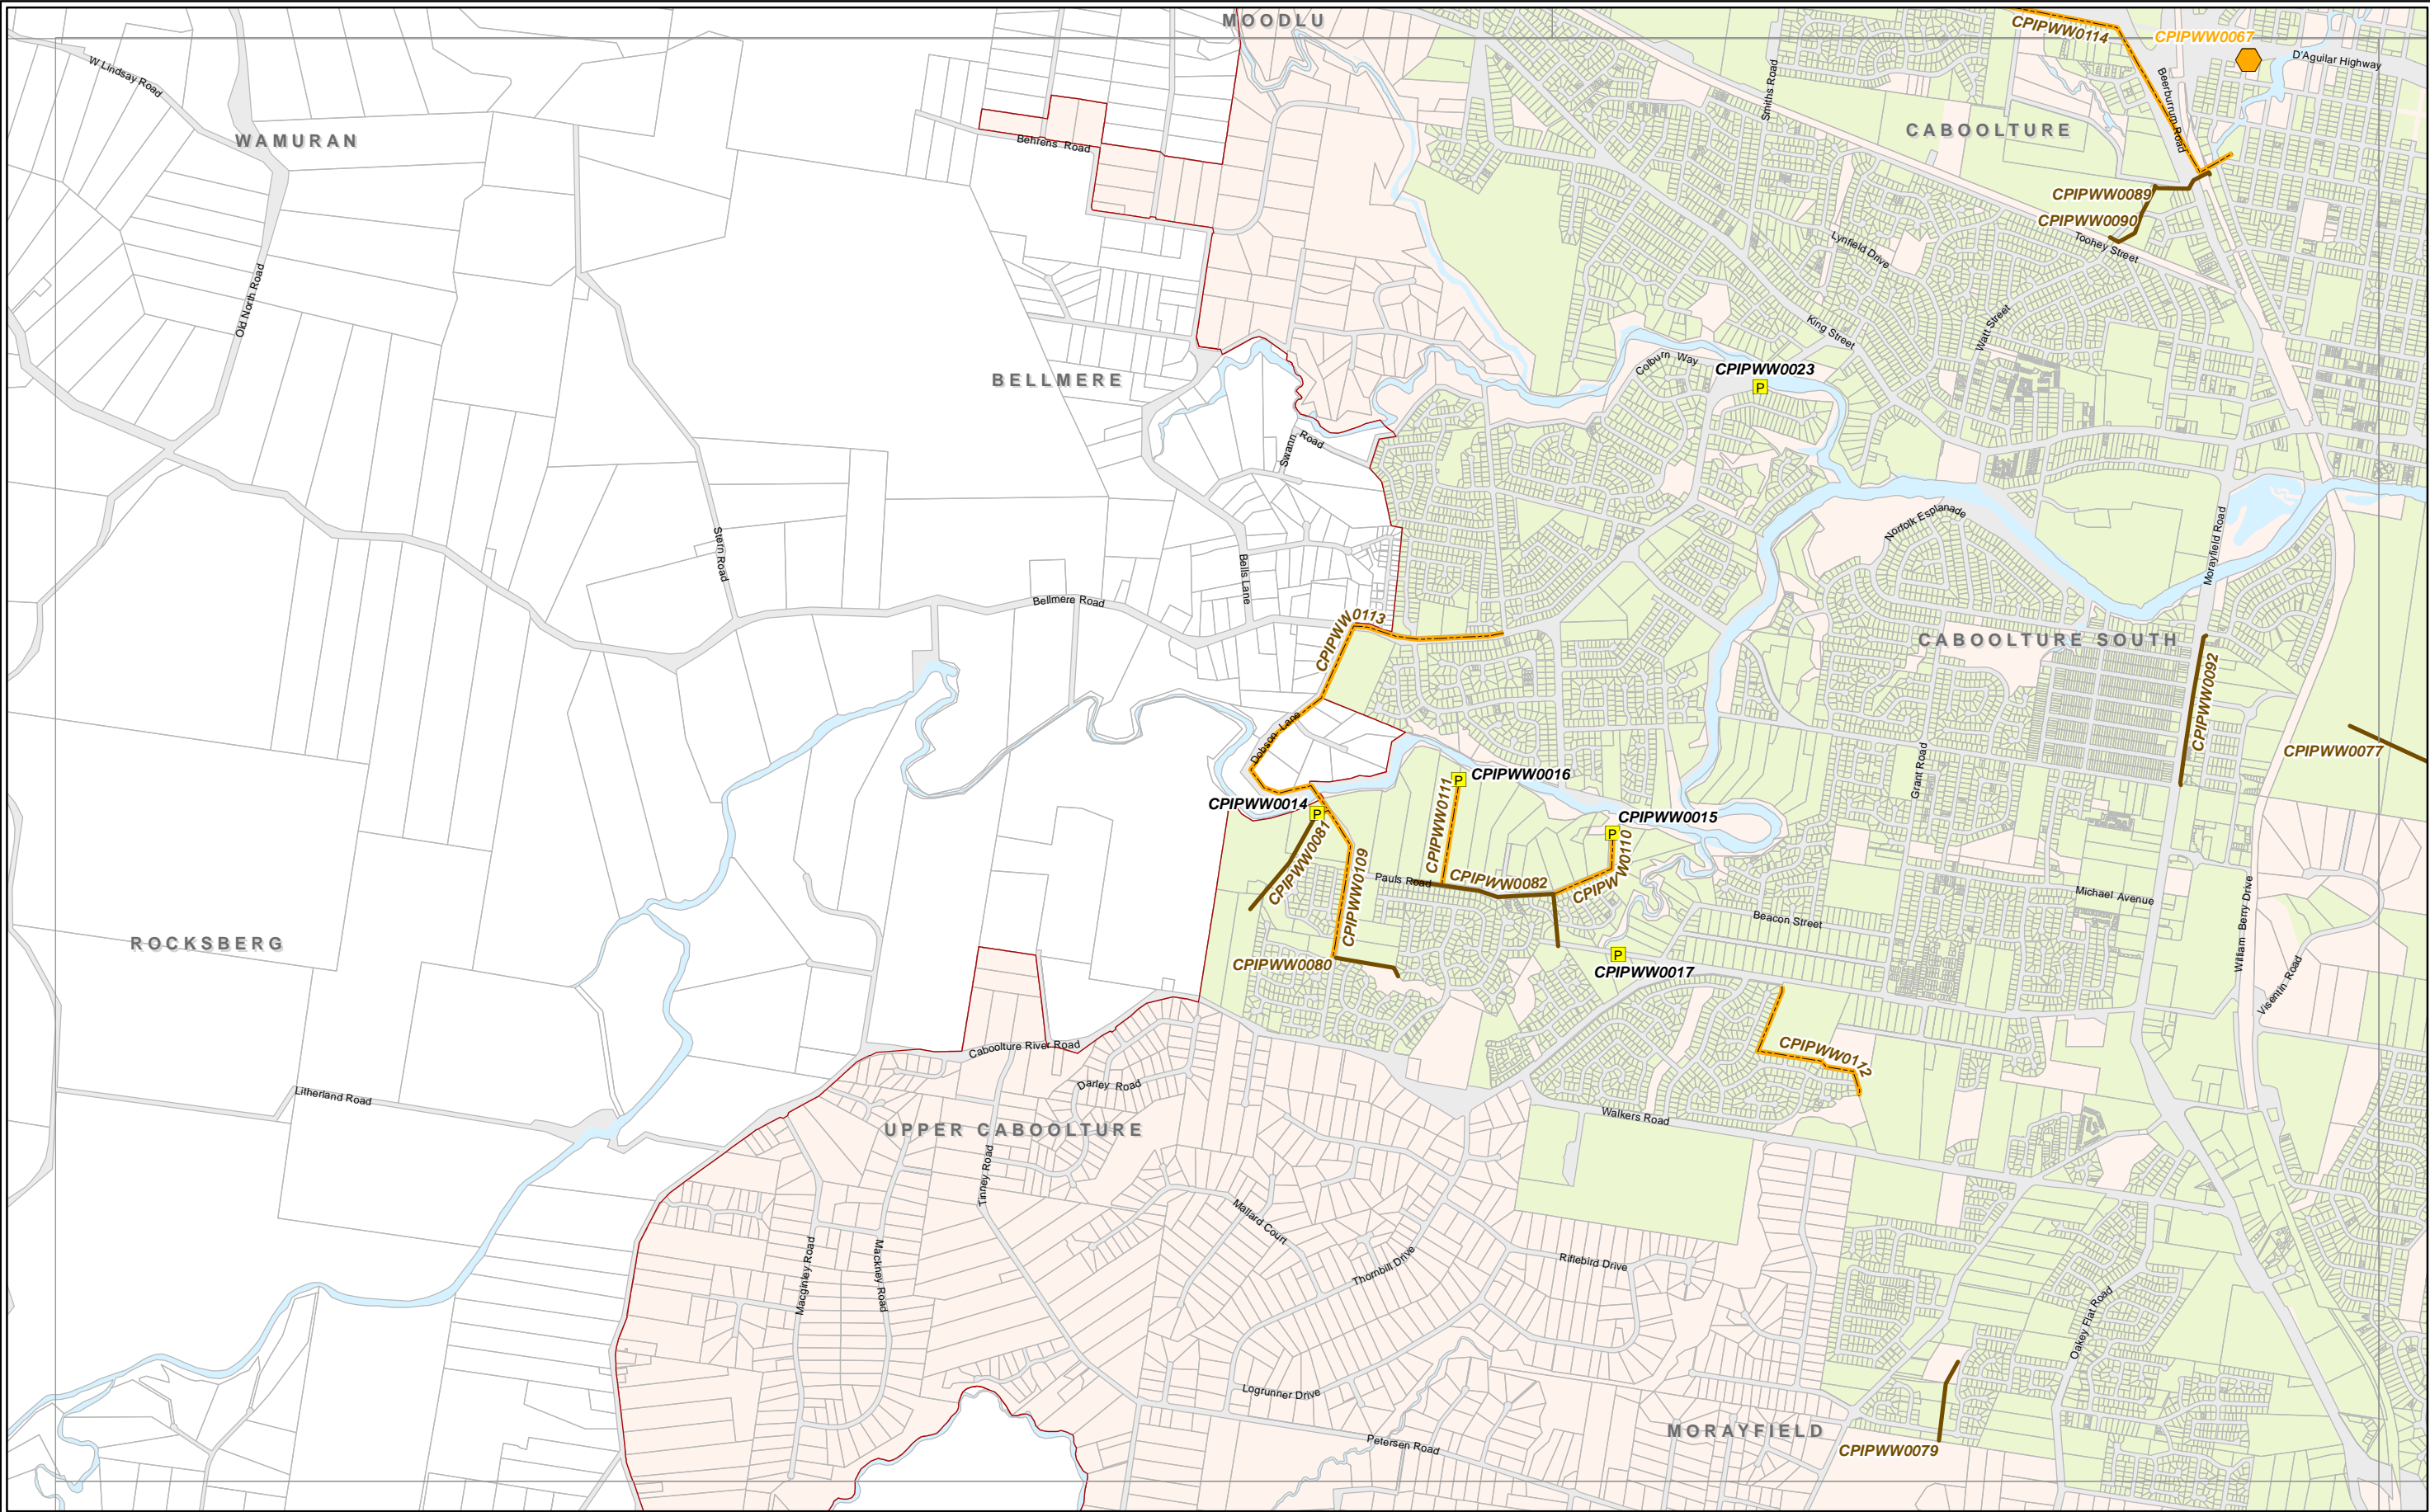 MOODLU
CPIPWW0114
CPIPWW0067
D'Aguilar Highway
W Lindsay Road
Smiths Road
Beerburrum Road
WAMURAN
Behrens Road
CABOOLTURE
CPIPWW0089
CPIPWW0090
Toohey Street
Lynfield Drive
Old North Road
King Street
Watt Street
Colburn Way
CPIPWW0023
P
BELLMERE
Swann Road
Norfolk Esplanade
Morayfield Road
Stern Road
Bells Lane
Bellmere Road
CPIPWW0113
CABOOLTURE SOUTH
CPIPWW0092
Dobson Lane
CPIPWW0077
Grant Road
P
CPIPWW0016
CPIPWW0014
P
CPIPWW0111
CPIPWW0015
P
CPIPWW0081
CPIPWW0109
Pauls Road
CPIPWW0082
CPIPWW0110
Michael Avenue
Beacon Street
William Berry Drive
ROCKSBERG
CPIPWW0080
P
CPIPWW0017
Visentin Road
Caboolture River Road
CPIPWW0112
Darley Road
Litherland Road
Walkers Road
UPPER CABOOLTURE
Tinney Road
Mallard Court
Macginley Road
Mackney Road
Thornbill Drive
Riflebird Drive
Oakey Flat Road
Logrunner Drive
MORAYFIELD
Petersen Road
CPIPWW0079